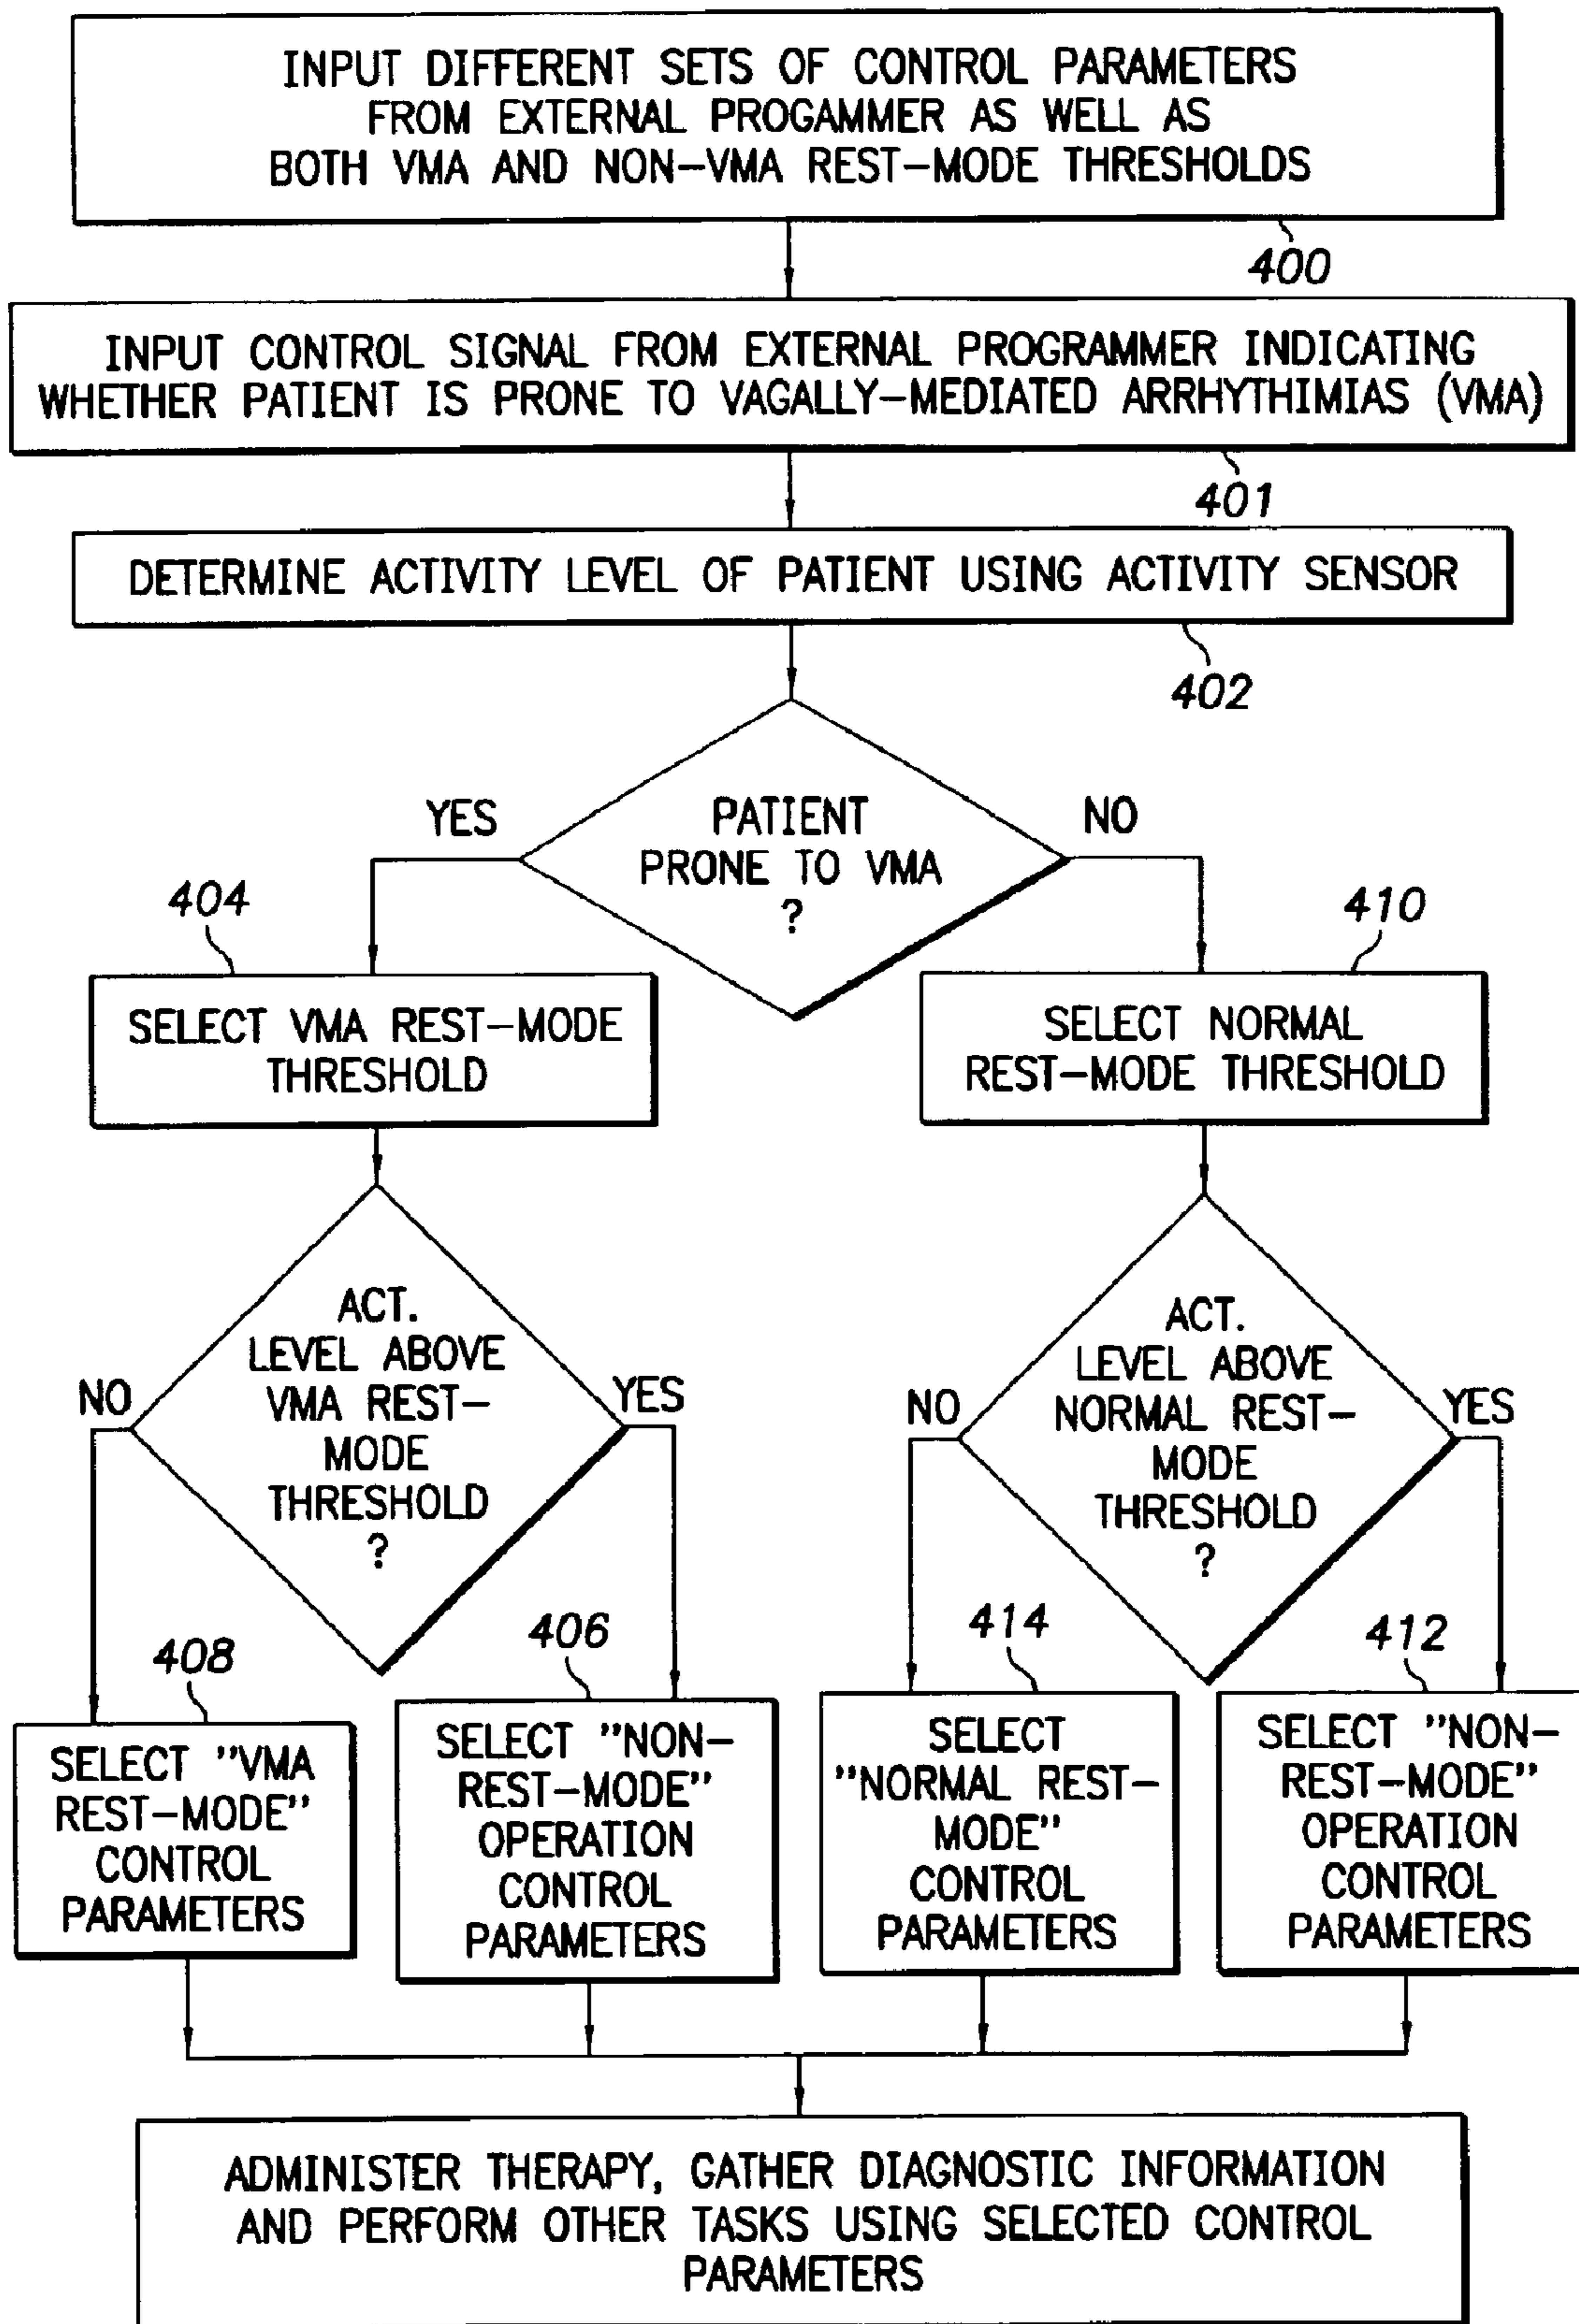 INPUT DIFFERENT SETS OF CONTROL PARAMETERS
FROM EXTERNAL PROGAMMER AS WELL AS
BOTH VMA AND NON-VMA REST-MODE THRESHOLDS
400
INPUT CONTROL SIGNAL FROM EXTERNAL PROGRAMMER INDICATING
WHETHER PATIENT IS PRONE TO VAGALLY-MEDIATED ARRHYTHIMIAS (VMA)
401
DETERMINE ACTIVITY LEVEL OF PATIENT USING ACTIVITY SENSOR
402
PATIENT
PRONE TO VMA
?
YES
NO
404
SELECT VMA REST-MODE
THRESHOLD
410
SELECT NORMAL
REST-MODE THRESHOLD
ACT.
LEVEL ABOVE
VMA REST-
MODE
THRESHOLD
?
NO
YES
ACT.
LEVEL ABOVE
NORMAL REST-
MODE
THRESHOLD
?
NO
YES
408
SELECT "VMA
REST-MODE"
CONTROL
PARAMETERS
406
SELECT "NON-
REST-MODE"
OPERATION
CONTROL
PARAMETERS
414
SELECT
"NORMAL REST-
MODE"
CONTROL
PARAMETERS
412
SELECT "NON-
REST-MODE"
OPERATION
CONTROL
PARAMETERS
ADMINISTER THERAPY, GATHER DIAGNOSTIC INFORMATION
AND PERFORM OTHER TASKS USING SELECTED CONTROL
PARAMETERS